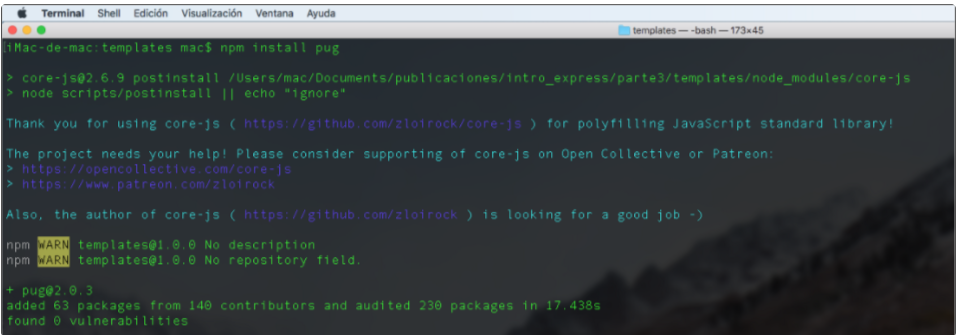 Terminal Shell Edición Visualización Ventana Ayuda
templates — -bash — 173×45
iMac-de-mac:templates mac$ npm install pug
> core-js@2.6.9 postinstall /Users/mac/Documents/publicaciones/intro_express/parte3/templates/node_modules/core-js
> node scripts/postinstall || echo "ignore"
Thank you for using core-js ( https://github.com/zloirock/core-js ) for polyfilling JavaScript standard library!
The project needs your help! Please consider supporting of core-js on Open Collective or Patreon:
> https://opencollective.com/core-js
> https://www.patreon.com/zloirock
Also, the author of core-js ( https://github.com/zloirock ) is looking for a good job -)
npm WARN templates@1.0.0 No description
npm WARN templates@1.0.0 No repository field.
+ pug@2.0.3
added 63 packages from 140 contributors and audited 230 packages in 17.438s
found 0 vulnerabilities